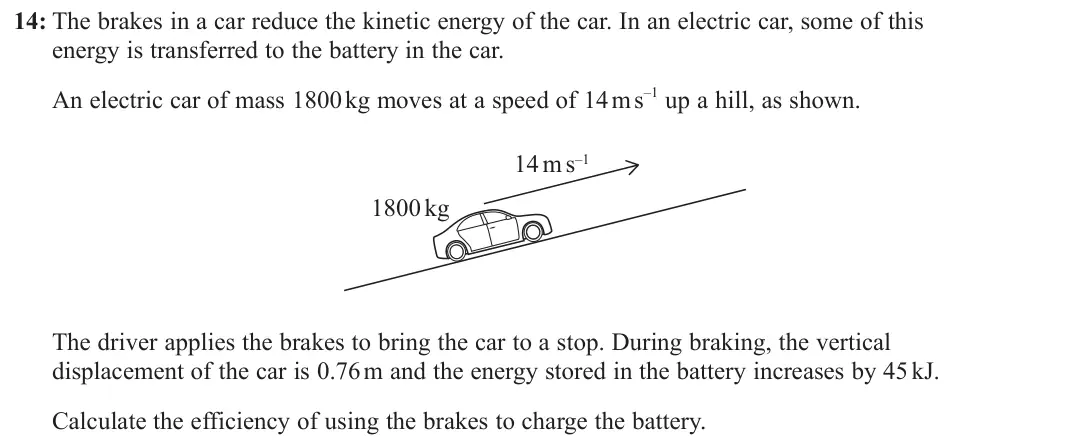 14: The brakes in a car reduce the kinetic energy of the car. In an electric car, some of this
energy is transferred to the battery in the car.
An electric car of mass 1800 kg moves at a speed of 14 m s⁻¹ up a hill, as shown.
14 m s⁻¹
1800 kg
The driver applies the brakes to bring the car to a stop. During braking, the vertical
displacement of the car is 0.76 m and the energy stored in the battery increases by 45 kJ.
Calculate the efficiency of using the brakes to charge the battery.